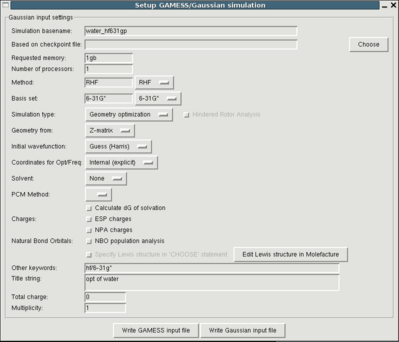 Setup GAMESS/Gaussian simulation
Gaussian input settings
Simulation basename: water_hf631gp
Based on checkpoint file: Choose
Requested memory: 1gb
Number of processors: 1
Method: RHF RHF
Basis set: 6-31G* 6-31G*
Simulation type: Geometry optimization Hindered Rotor Analysis
Geometry from: Z-matrix
Initial wavefunction: Guess (Harris)
Coordinates for Opt/Freq: Internal (explicit)
Solvent: None
PCM Method:
Calculate dG of solvation
Charges: ESP charges
NPA charges
Natural Bond Orbitals: NBO population analysis
Specify Lewis structure in 'CHOOSE' statement Edit Lewis structure in Molefacture
Other keywords: hf/6-31g*
Title string: opt of water
Total charge: 0
Multiplicity: 1
Write GAMESS input file Write Gaussian input file